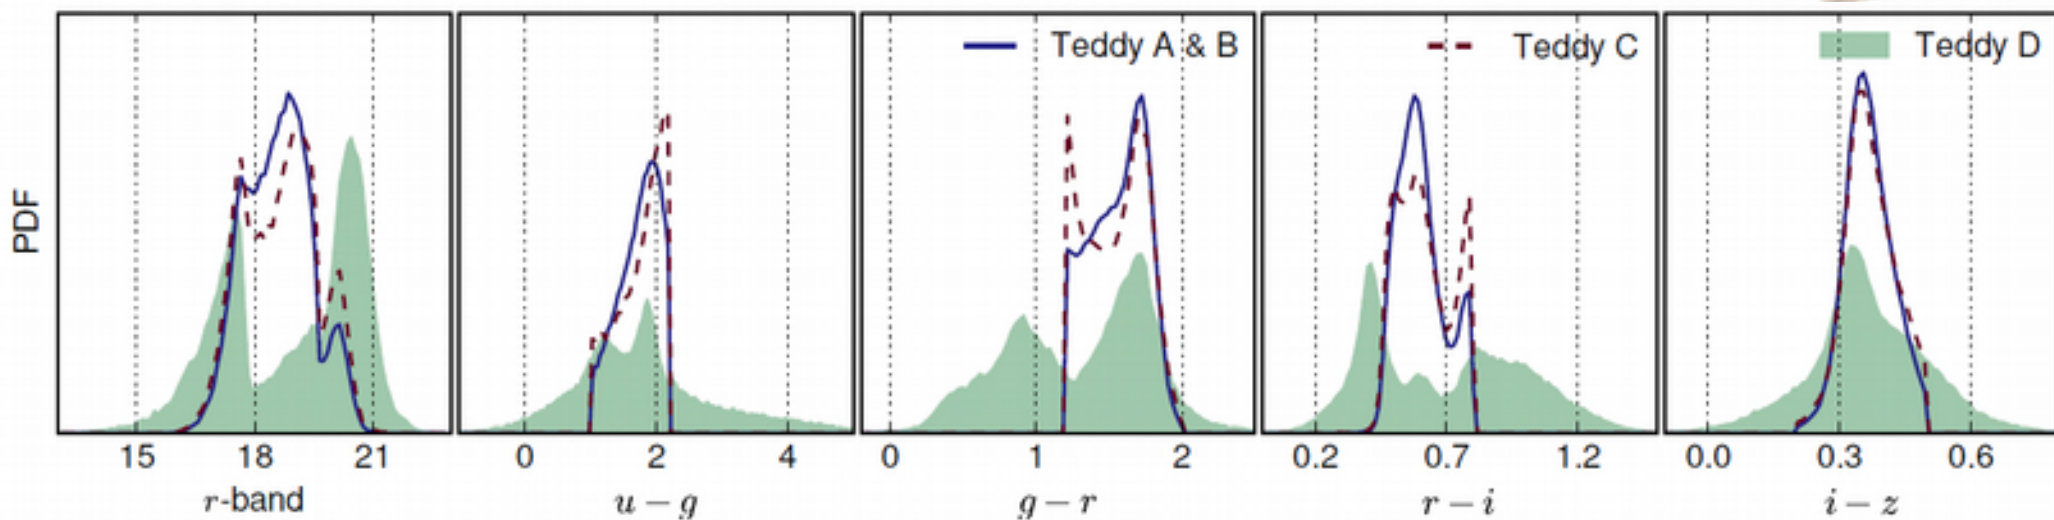 Teddy A & B
Teddy C
Teddy D
PDF
15 18 21
0 2 4
0 1 2
0.2 0.7 1.2
0.0 0.3 0.6
r-band
u − g
g − r
r − i
i − z